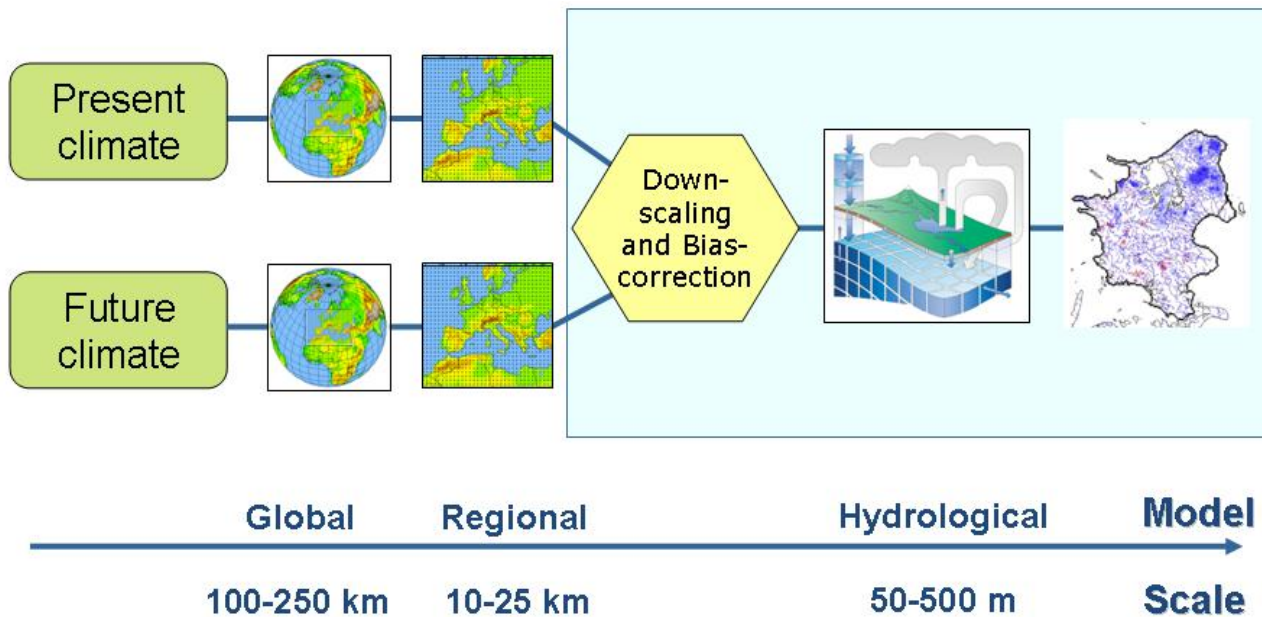 Present
climate
Down-
scaling
and Bias-
correction
Future
climate
Global Regional Hydrological Model
100-250 km 10-25 km 50-500 m Scale